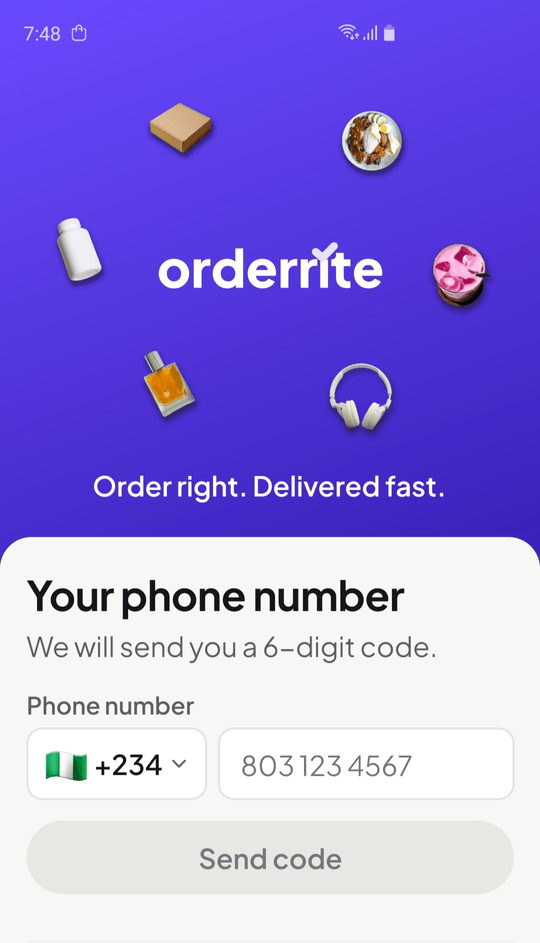 7:48
orderrite
Order right. Delivered fast.
Your phone number
We will send you a 6-digit code.
Phone number
+234
803 123 4567
Send code